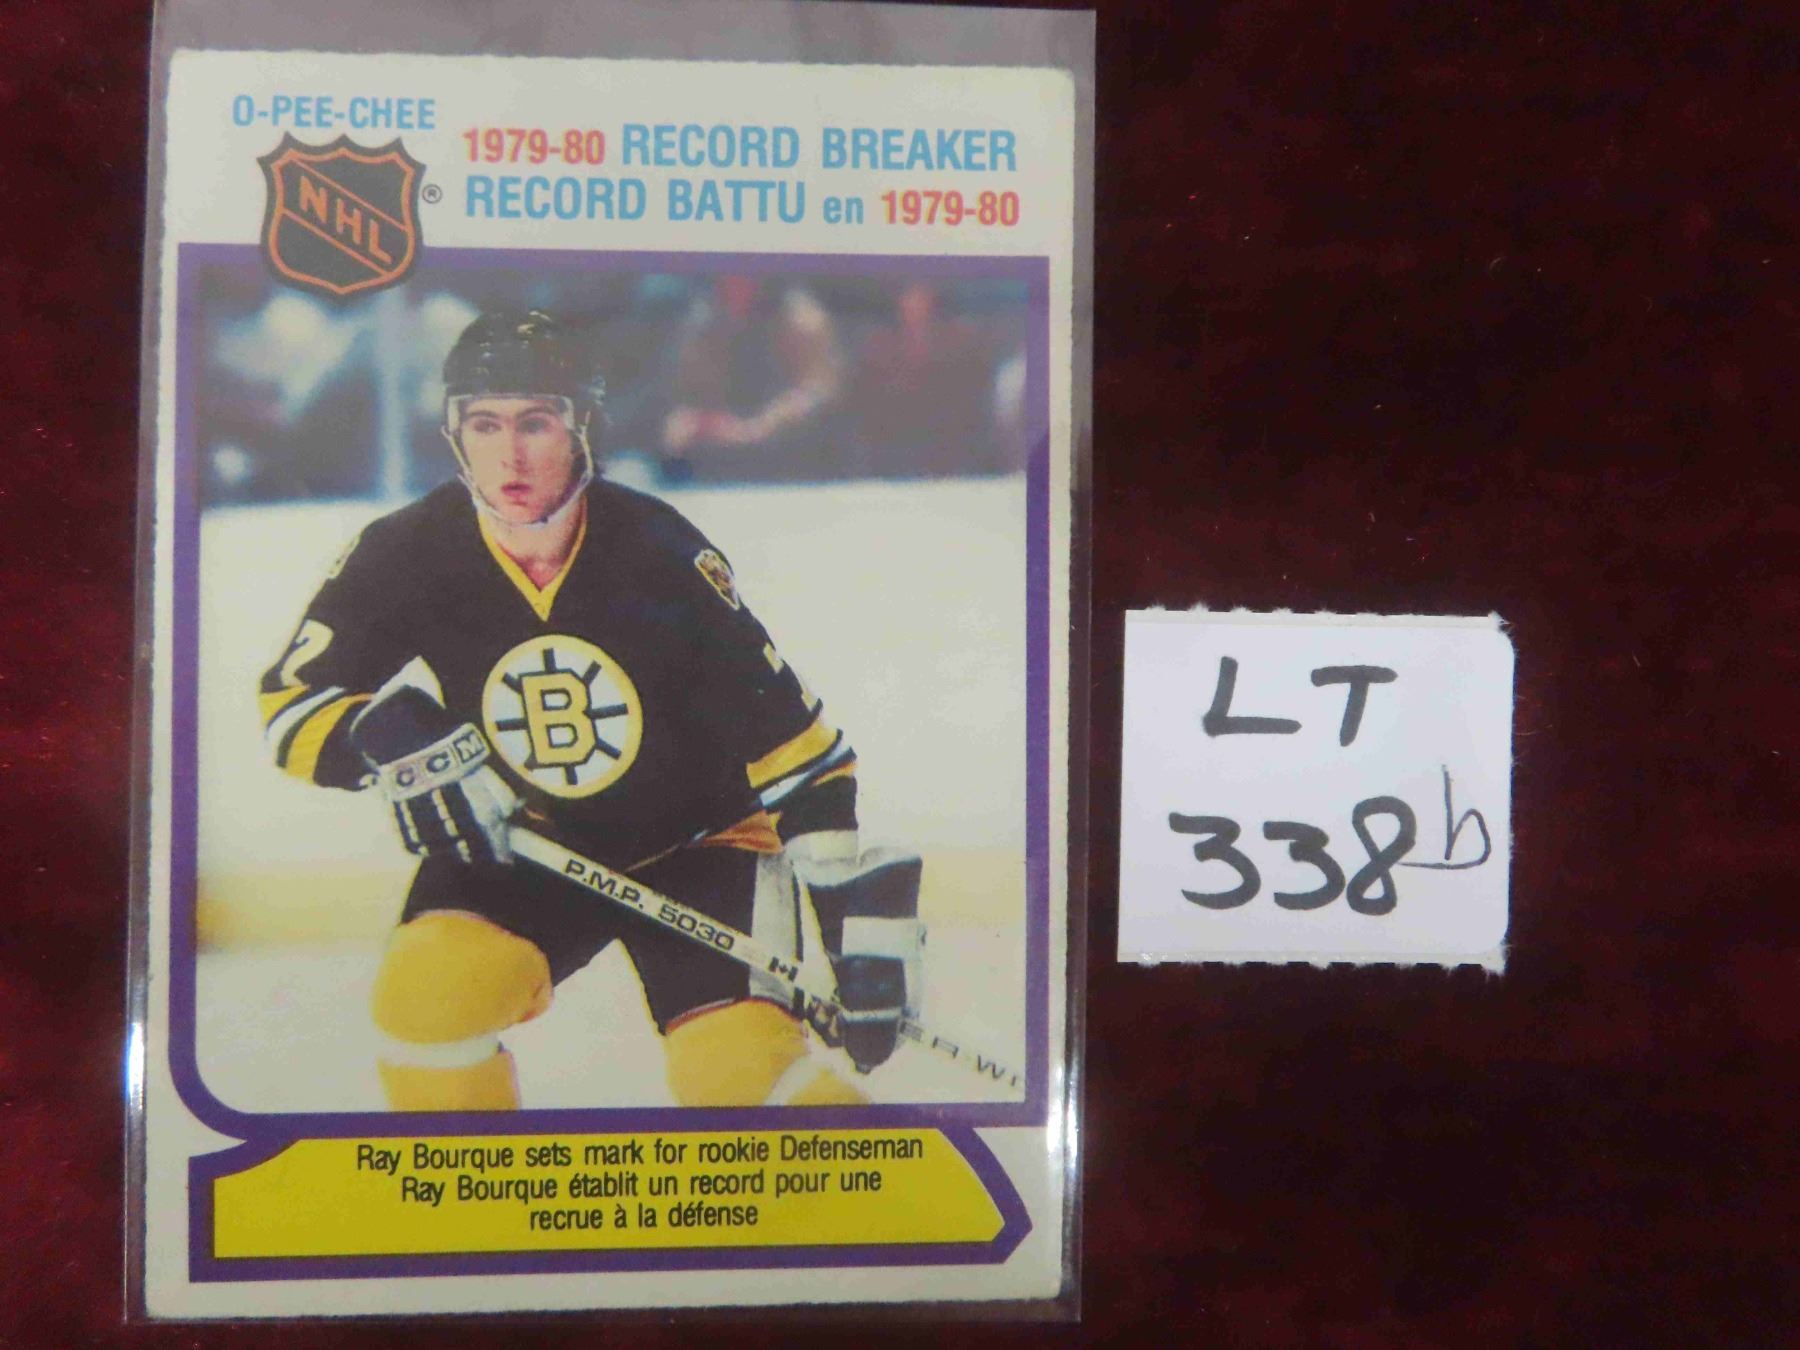 O-PEE-CHEE
1979-80 RECORD BREAKER
RECORD BATTU en 1979-80
NHL
®
7
B
CCM
P.M.P. 5030
Ray Bourque sets mark for rookie Defenseman
Ray Bourque établit un record pour une
recrue à la défense
LT
338b